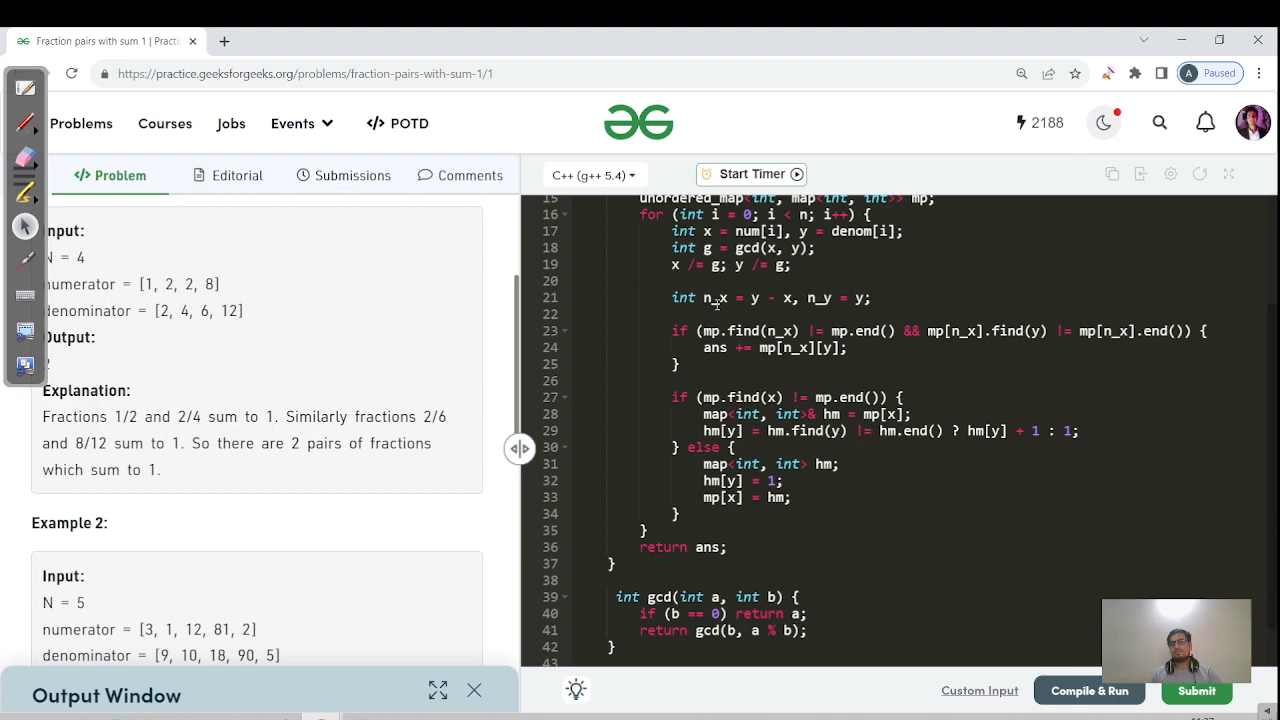 Fraction pairs with sum 1 | Practi
https://practice.geeksforgeeks.org/problems/fraction-pairs-with-sum-1/1
A Paused
Problems Courses Jobs Events </> POTD
2188
</> Problem Editorial Submissions Comments
C++ (g++ 5.4) Start Timer
Input:
N = 4
numerator = [1, 2, 2, 8]
denominator = [2, 4, 6, 12]
Output:
2
Explanation:
Fractions 1/2 and 2/4 sum to 1. Similarly fractions 2/6
and 8/12 sum to 1. So there are 2 pairs of fractions
which sum to 1.
Example 2:
Input:
N = 5
numerator = [3, 1, 12, 81, 2]
denominator = [9, 10, 18, 90, 5]
Output Window
15 unordered_map<int, map<int, int>> mp;
16 for (int i = 0; i < n; i++) {
17 int x = num[i], y = denom[i];
18 int g = gcd(x, y);
19 x /= g; y /= g;
20
21 int n_x = y - x, n_y = y;
22
23 if (mp.find(n_x) != mp.end() && mp[n_x].find(y) != mp[n_x].end()) {
24 ans += mp[n_x][y];
25 }
26
27 if (mp.find(x) != mp.end()) {
28 map<int, int>& hm = mp[x];
29 hm[y] = hm.find(y) != hm.end() ? hm[y] + 1 : 1;
30 } else {
31 map<int, int> hm;
32 hm[y] = 1;
33 mp[x] = hm;
34 }
35 }
36 return ans;
37 }
38
39 int gcd(int a, int b) {
40 if (b == 0) return a;
41 return gcd(b, a % b);
42 }
43
Custom Input Compile & Run Submit